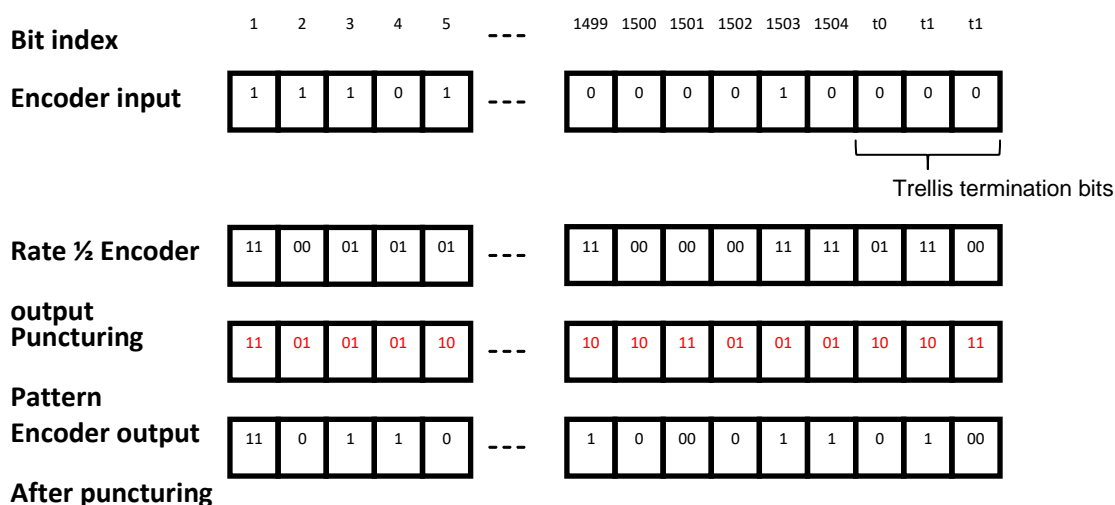 Bit index 1 2 3 4 5 --- 1499 1500 1501 1502 1503 1504 t0 t1 t1
Encoder input 1 1 1 0 1 --- 0 0 0 0 1 0 0 0 0
Trellis termination bits
Rate ½ Encoder 11 00 01 01 01 --- 11 00 00 00 11 11 01 11 00
output
Puncturing 11 01 01 01 10 --- 10 10 11 01 01 01 10 10 11
Pattern
Encoder output 11 0 1 1 0 --- 1 0 00 0 1 1 0 1 00
After puncturing